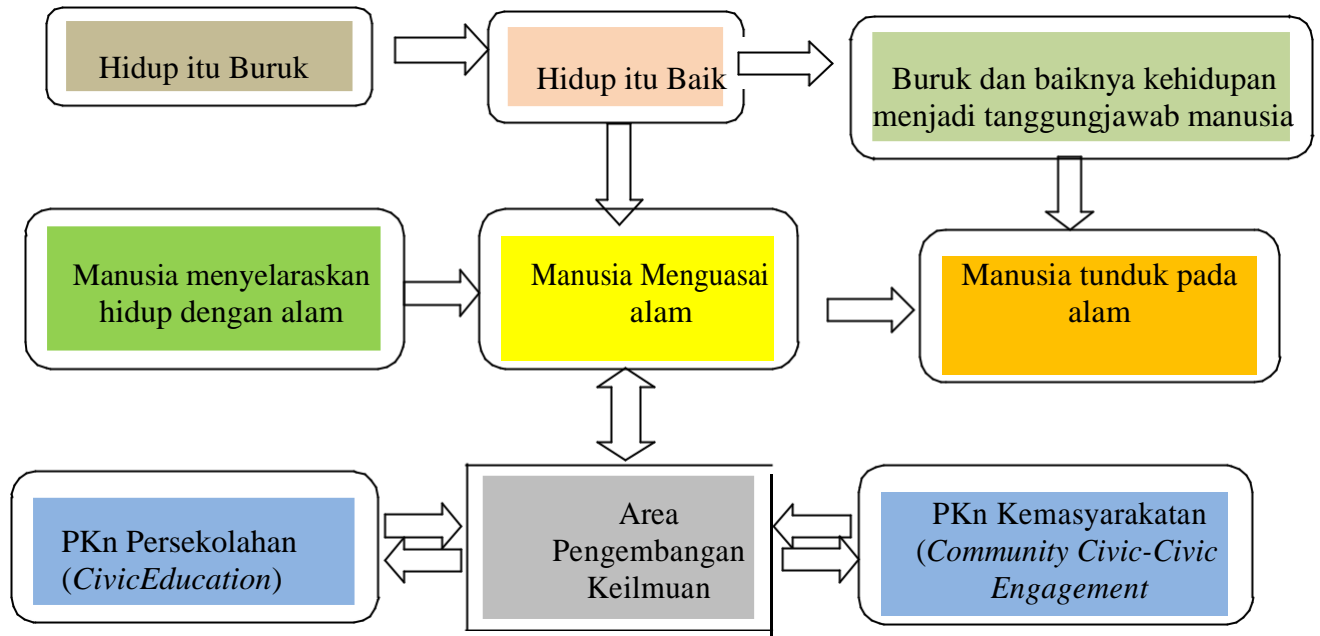 Hidup itu Buruk
Hidup itu Baik
Buruk dan baiknya kehidupan
menjadi tanggungjawab manusia
Manusia menyelaraskan
hidup dengan alam
Manusia Menguasai
alam
Manusia tunduk pada
alam
PKn Persekolahan
(CivicEducation)
Area
Pengembangan
Keilmuan
PKn Kemasyarakatan
(Community Civic-Civic
Engagement